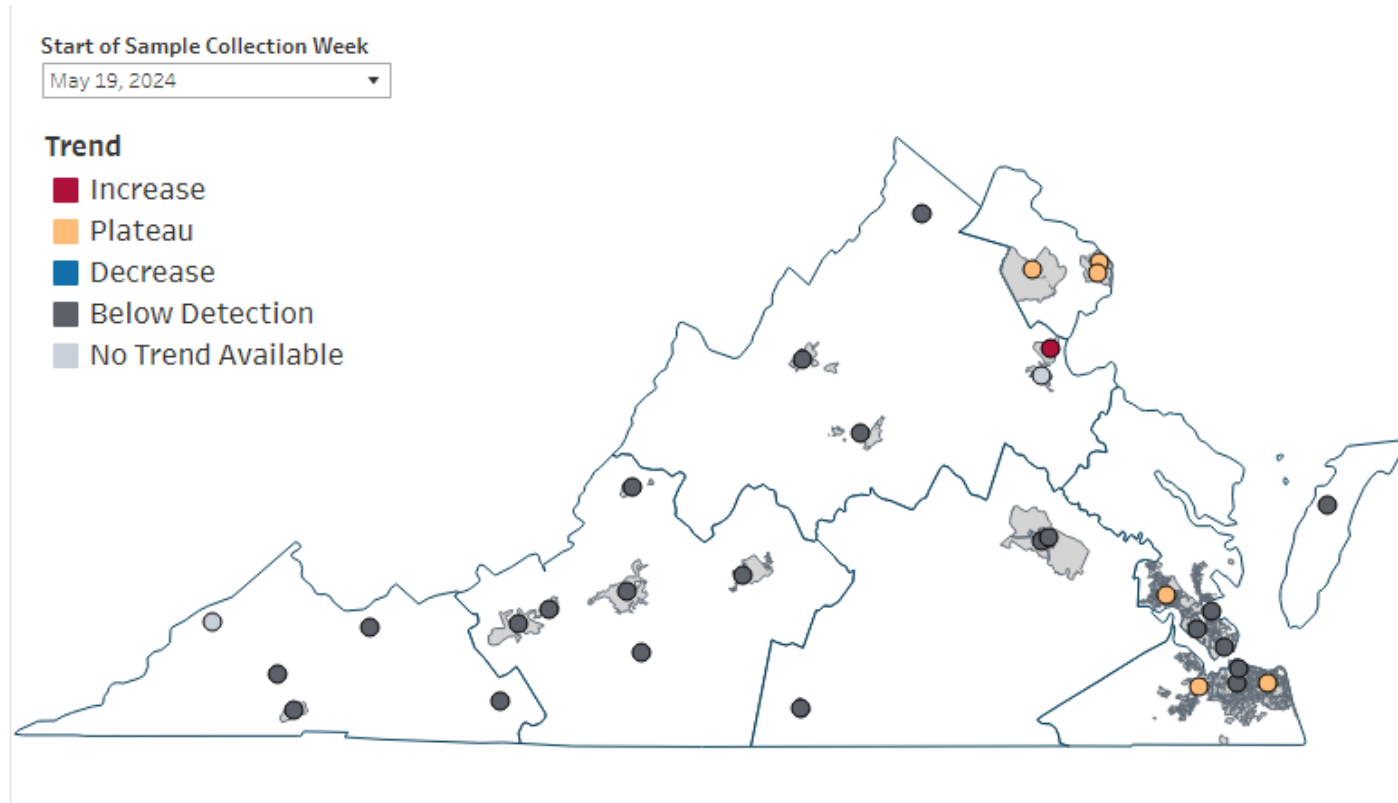 Start of Sample Collection Week
May 19, 2024
Trend
Increase
Plateau
Decrease
Below Detection
No Trend Available